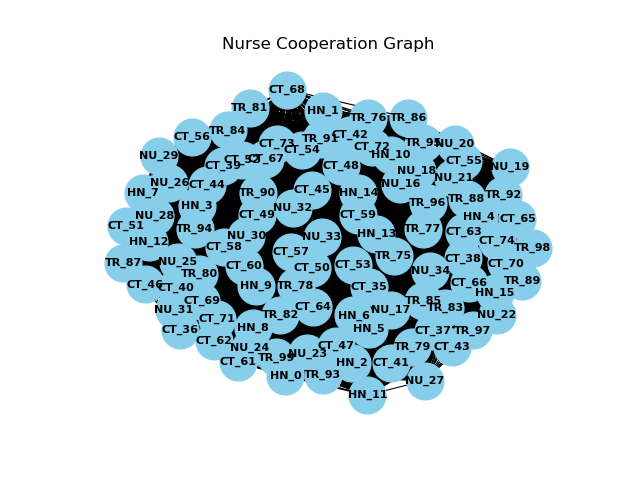 Nurse Cooperation Graph
CT_68
TR_81
HN_1
TR_76
TR_86
CT_56
TR_84
TR_91
CT_42
CT_73
CT_54
CT_72
TR_95
NU_20
NU_29
CT_39
CT_52
CT_67
CT_48
HN_10
CT_55
NU_19
NU_18
NU_21
NU_26
CT_44
HN_7
TR_90
CT_45
HN_14
NU_16
TR_88
TR_92
HN_3
NU_32
TR_96
NU_28
CT_49
CT_59
HN_4
CT_65
CT_51
TR_94
TR_77
CT_63
HN_12
NU_30
NU_33
HN_13
CT_74
TR_98
CT_58
CT_57
TR_75
CT_38
TR_87
NU_25
CT_60
CT_50
CT_53
NU_34
CT_70
TR_80
CT_46
CT_40
HN_9
TR_78
CT_35
CT_66
TR_89
HN_15
CT_69
TR_85
NU_31
CT_64
NU_17
TR_83
CT_71
TR_82
HN_6
NU_22
CT_36
HN_8
HN_5
CT_37
TR_97
CT_62
NU_24
CT_47
TR_79
CT_43
NU_23
CT_61
TR_99
HN_2
CT_41
HN_0
TR_93
NU_27
HN_11